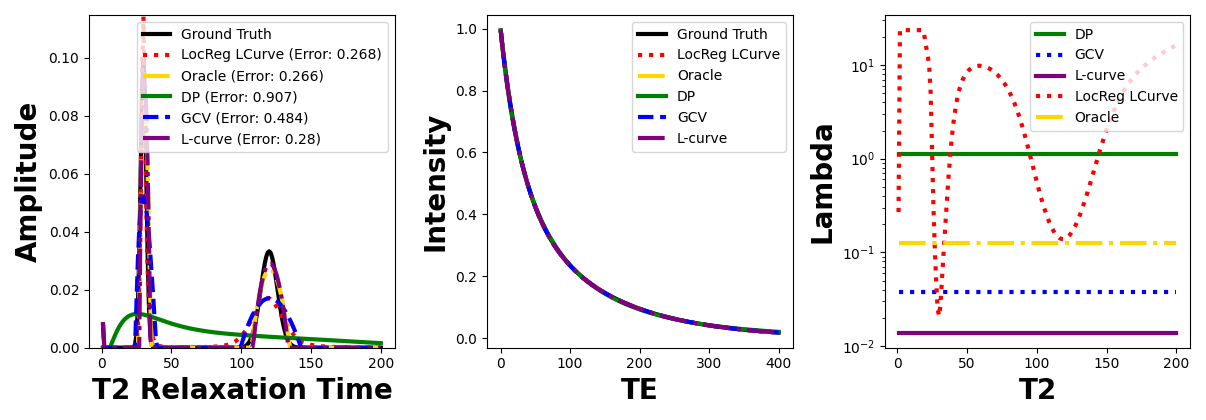 Amplitude
0.10
0.08
0.06
0.04
0.02
0.00
0
50
100
150
200
T2 Relaxation Time
Ground Truth
LocReg LCurve (Error: 0.268)
Oracle (Error: 0.266)
DP (Error: 0.907)
GCV (Error: 0.484)
L-curve (Error: 0.28)
Intensity
1.0
0.8
0.6
0.4
0.2
0.0
0
100
200
300
400
TE
Ground Truth
LocReg LCurve
Oracle
DP
GCV
L-curve
Lambda
10¹
10⁰
10⁻¹
10⁻²
0
50
100
150
200
T2
DP
GCV
L-curve
LocReg LCurve
Oracle